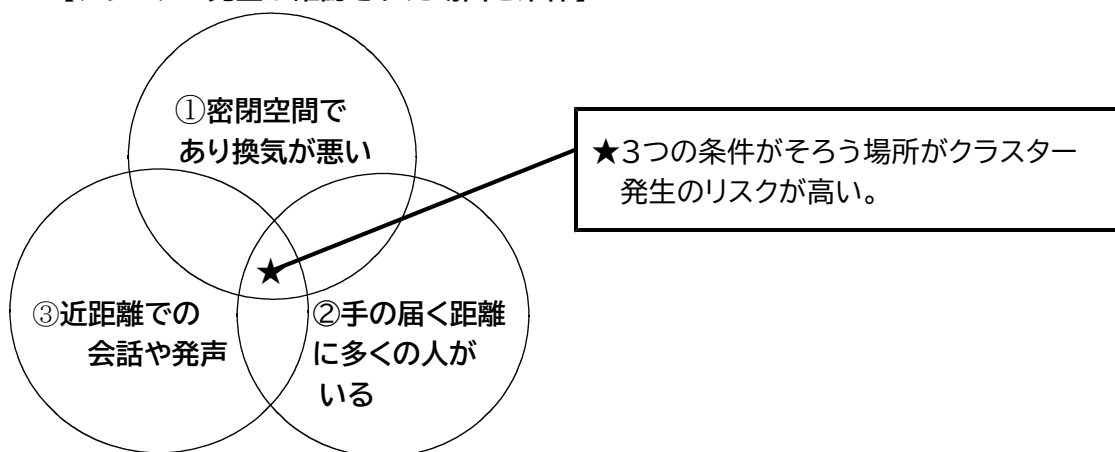 ①密閉空間で
あり換気が悪い
★3つの条件がそろう場所がクラスター
発生のリスクが高い。
★
③近距離での
会話や発声
②手の届く距離
に多くの人が
いる